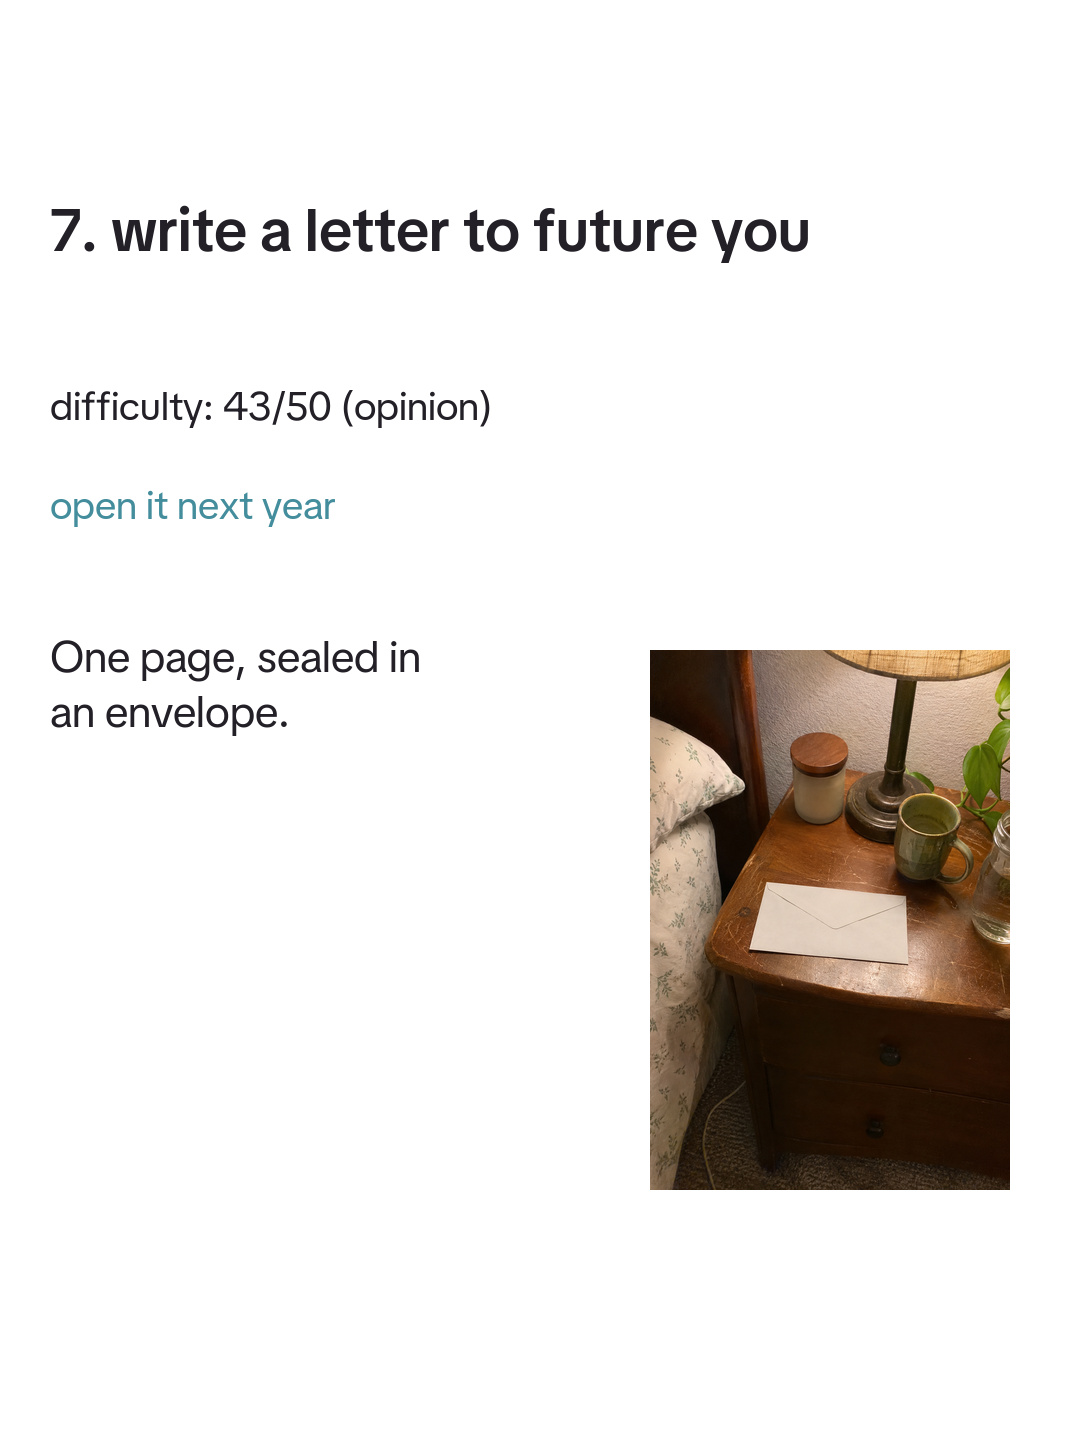 7. write a letter to future you
difficulty: 43/50 (opinion)
open it next year
One page, sealed in
an envelope.